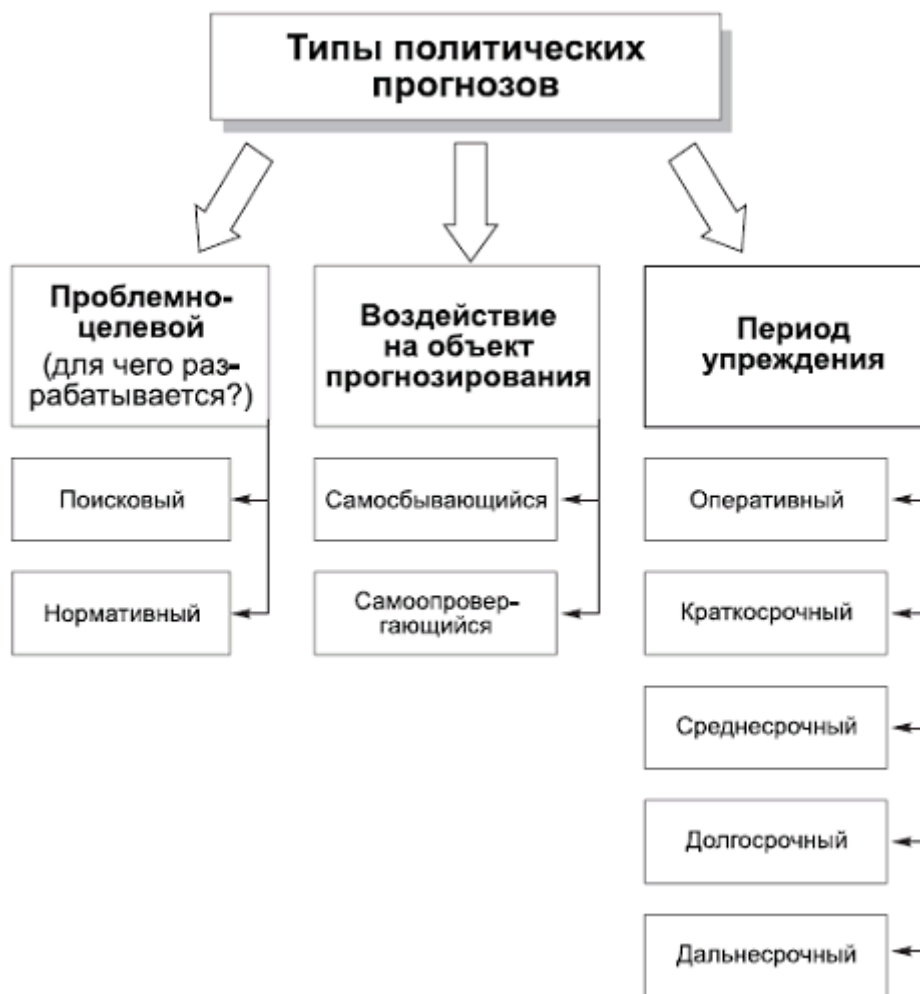 Типы политических
прогнозов
Проблемно-
целевой
(для чего раз-
рабатывается?)
Поисковый
Нормативный
Воздействие
на объект
прогнозирования
Самосбывающийся
Самоопровер-
гающийся
Период
упреждения
Оперативный
Краткосрочный
Среднесрочный
Долгосрочный
Дальнесрочный